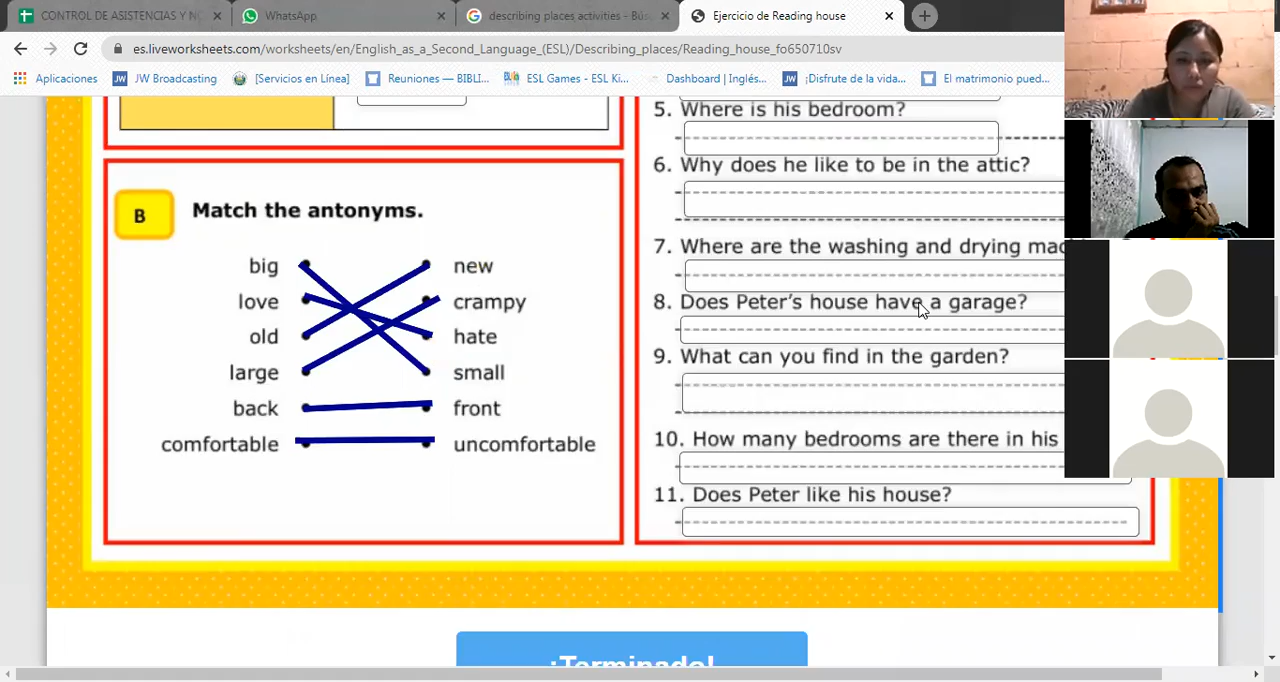 CONTROL DE ASISTENCIAS Y NO
WhatsApp
describing places activities - Bús
Ejercicio de Reading house
es.liveworksheets.com/worksheets/en/English_as_a_Second_Language_(ESL)/Describing_places/Reading_house_fo650710sv
Aplicaciones
JW Broadcasting
[Servicios en Línea]
Reuniones — BIBLI...
ESL Games - ESL Ki...
Dashboard | Inglés...
¡Disfrute de la vida...
El matrimonio pued...
B
Match the antonyms.
big new
love crampy
old hate
large small
back front
comfortable uncomfortable
5. Where is his bedroom?
6. Why does he like to be in the attic?
7. Where are the washing and drying mac
8. Does Peter's house have a garage?
9. What can you find in the garden?
10. How many bedrooms are there in his
11. Does Peter like his house?
¡Terminado!